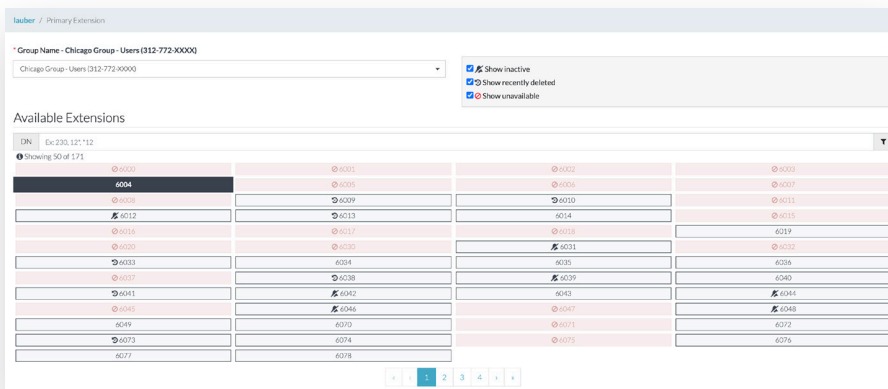 lauber / Primary Extension
* Group Name - Chicago Group - Users (312-772-XXXX)
Chicago Group - Users (312-772-XXXX)
Show inactive
Show recently deleted
Show unavailable
Available Extensions
DN Ex: 230, 12*, *12
Showing 50 of 171
6000 6001 6002 6003
6004 6005 6006 6007
6008 6009 6010 6011
6012 6013 6014 6015
6016 6017 6018 6019
6020 6030 6031 6032
6033 6034 6035 6036
6037 6038 6039 6040
6041 6042 6043 6044
6045 6046 6047 6048
6049 6070 6071 6072
6073 6074 6075 6076
6077 6078
« ‹ 1 2 3 4 › »